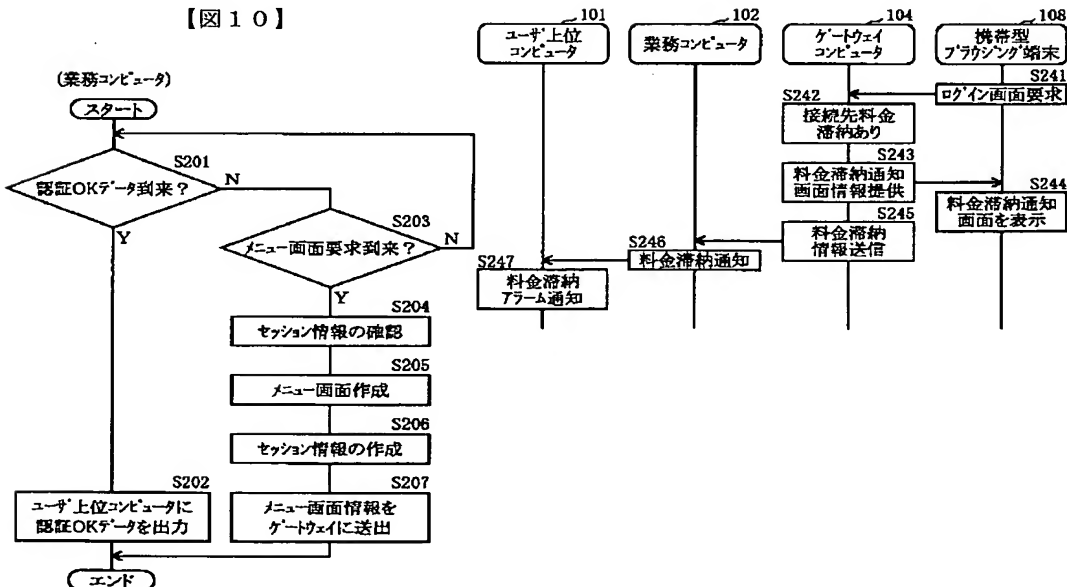 【図１０】
(業務コンピュータ)
スタート
S201
認証OKデータ到来？
N
Y
S203
メニュー画面要求到来？
N
Y
S204
セッション情報の確認
S205
メニュー画面作成
S206
セッション情報の作成
S202
ユーザ上位コンピュータに
認証OKデータを出力
S207
メニュー画面情報を
ゲートウェイに送出
エンド
101
ユーザ上位
コンピュータ
102
業務コンピュータ
104
ゲートウェイ
コンピュータ
108
携帯型
ブラウジング端末
S241
ログイン画面要求
S242
接続先料金
滞納あり
S243
料金滞納通知
画面情報提供
S244
料金滞納通知
画面を表示
S245
料金滞納
情報送信
S246
料金滞納通知
S247
料金滞納
アラーム通知